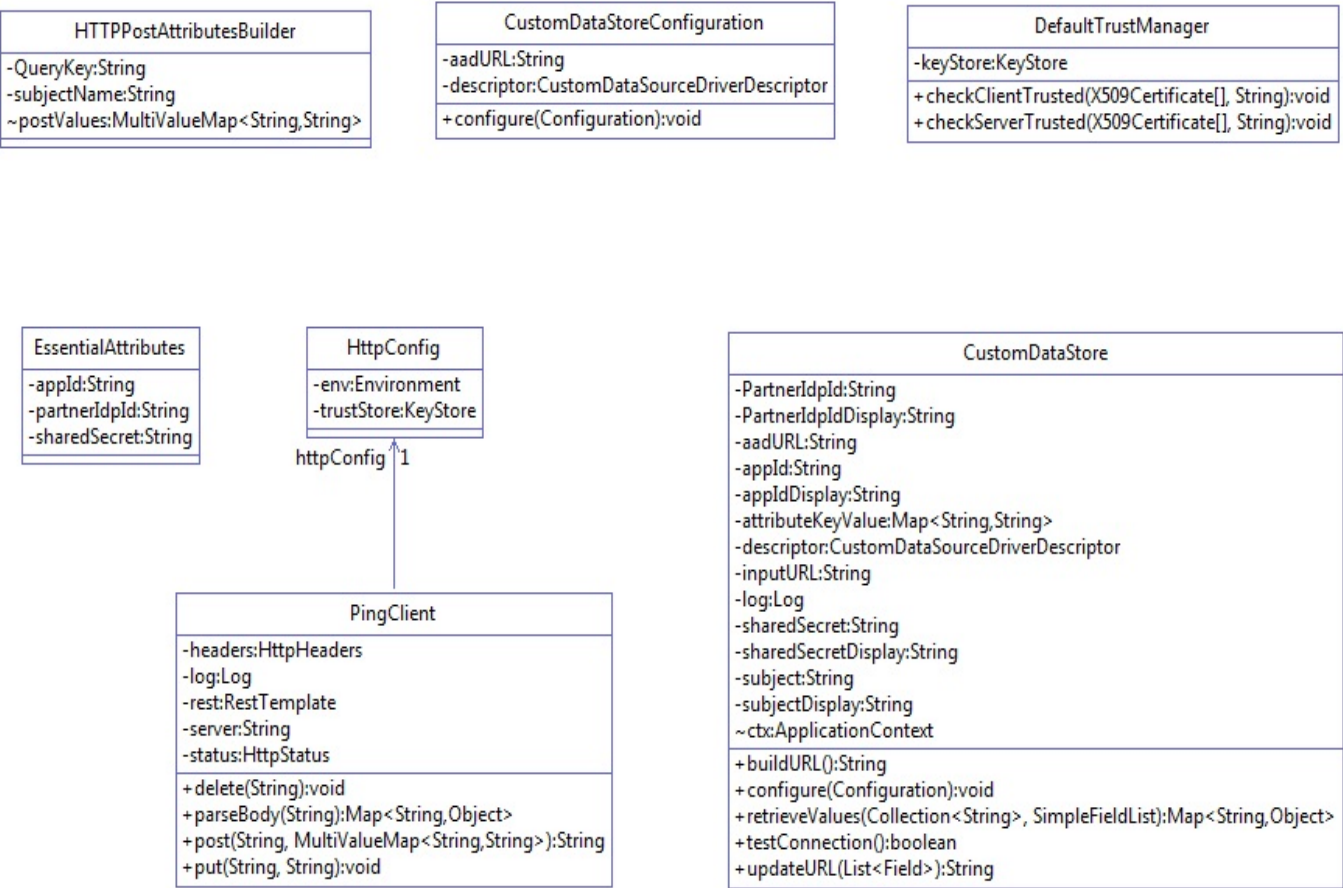 HTTPPostAttributesBuilder
-QueryKey:String
-subjectName:String
~postValues:MultiValueMap<String,String>
CustomDataStoreConfiguration
-aadURL:String
-descriptor:CustomDataSourceDriverDescriptor
+configure(Configuration):void
DefaultTrustManager
-keyStore:KeyStore
+checkClientTrusted(X509Certificate[], String):void
+checkServerTrusted(X509Certificate[], String):void
EssentialAttributes
-appId:String
-partnerIdpId:String
-sharedSecret:String
HttpConfig
-env:Environment
-trustStore:KeyStore
httpConfig 1
PingClient
-headers:HttpHeaders
-log:Log
-rest:RestTemplate
-server:String
-status:HttpStatus
+delete(String):void
+parseBody(String):Map<String,Object>
+post(String, MultiValueMap<String,String>):String
+put(String, String):void
CustomDataStore
-PartnerIdpId:String
-PartnerIdpIdDisplay:String
-aadURL:String
-appId:String
-appIdDisplay:String
-attributeKeyValue:Map<String,String>
-descriptor:CustomDataSourceDriverDescriptor
-inputURL:String
-log:Log
-sharedSecret:String
-sharedSecretDisplay:String
-subject:String
-subjectDisplay:String
~ctx:ApplicationContext
+buildURL():String
+configure(Configuration):void
+retrieveValues(Collection<String>, SimpleFieldList):Map<String,Object>
+testConnection():boolean
+updateURL(List<Field>):String